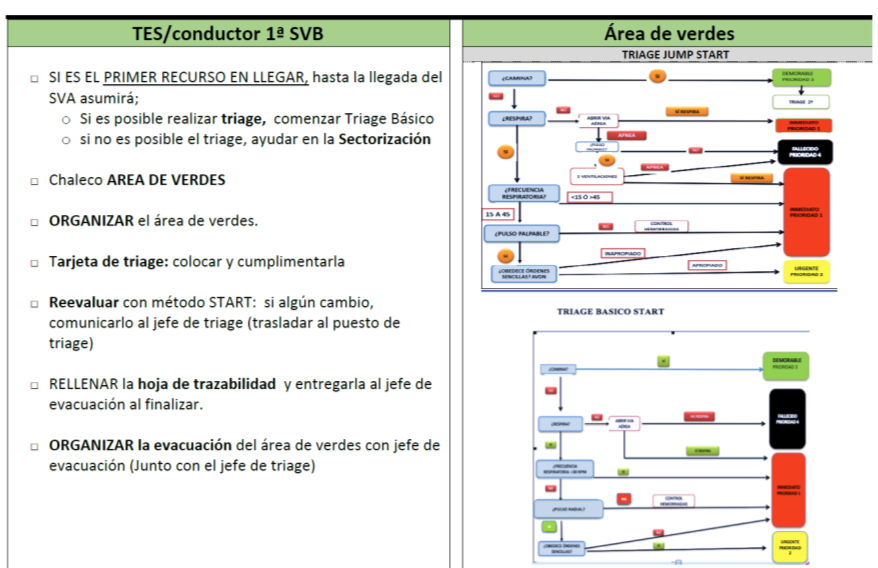 TES/conductor 1ª SVB
□ SI ES EL PRIMER RECURSO EN LLEGAR, hasta la llegada del
SVA asumirá;
o Si es posible realizar triage, comenzar Triage Básico
o si no es posible el triage, ayudar en la Sectorización
□ Chaleco AREA DE VERDES
□ ORGANIZAR el área de verdes.
□ Tarjeta de triage: colocar y cumplimentarla
□ Reevaluar con método START: si algún cambio,
comunicarlo al jefe de triage (trasladar al puesto de
triage)
□ RELLENAR la hoja de trazabilidad y entregarla al jefe de
evacuación al finalizar.
□ ORGANIZAR la evacuación del área de verdes con jefe de
evacuación (Junto con el jefe de triage)
Área de verdes
TRIAGE JUMP START
¿CAMINA?
SI
DEMORABLE
PRIORIDAD 3
TRIAGE 2º
NO
¿RESPIRA?
NO
ABRIR VIA
AEREA
SI RESPIRA
INMEDIATO
PRIORIDAD 1
APNEA
¿PULSO
PALPABLE?
NO
FALLECIDO
PRIORIDAD 4
SI
SI
5 VENTILACIONES
APNEA
SI RESPIRA
¿FRECUENCIA
RESPIRATORIA?
<15 Ó >45
INMEDIATO
PRIORIDAD 1
15 A 45
¿PULSO PALPABLE?
NO
CONTROL
HEMORRAGIAS
SI
INAPROPIADO
¿OBEDECE ÓRDENES
SENCILLAS? AVDN
APROPIADO
URGENTE
PRIORIDAD 2
TRIAGE BASICO START
¿CAMINA?
SI
DEMORABLE
PRIORIDAD 3
NO
¿RESPIRA?
NO
ABRIR VIA
AÉREA
NO RESPIRA
FALLECIDO
PRIORIDAD 4
SI
SI RESPIRA
¿FRECUENCIA
RESPIRATORIA >30 RPM
SI
INMEDIATO
PRIORIDAD 1
NO
¿PULSO RADIAL?
NO
CONTROL
HEMORRAGIAS
SI
¿OBEDECE ÓRDENES
SENCILLAS?
NO
SI
URGENTE
PRIORIDAD
2